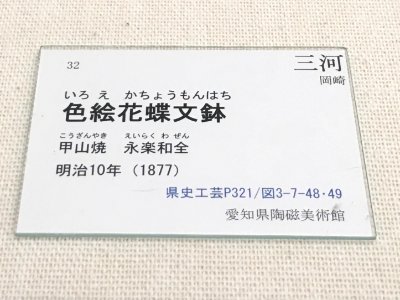 32
三河
岡崎
いろ え かちょうもんはち
色絵花蝶文鉢
こうざんやき えいらく わ ぜん
甲山焼 永楽和全
明治10年（1877）
県史工芸P321/図3-7-48・49
愛知県陶磁美術館